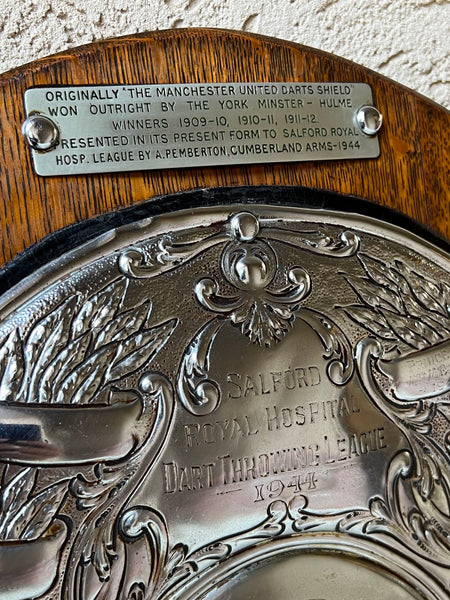 ORIGINALLY "THE MANCHESTER UNITED DARTS SHIELD"
WON OUTRIGHT BY THE YORK MINSTER - HULME
WINNERS 1909-10, 1910-11, 1911-12.
PRESENTED IN ITS PRESENT FORM TO SALFORD ROYAL
HOSP. LEAGUE BY A. PEMBERTON, CUMBERLAND ARMS-1944
SALFORD
ROYAL HOSPITAL
DART THROWING LEAGUE
1944